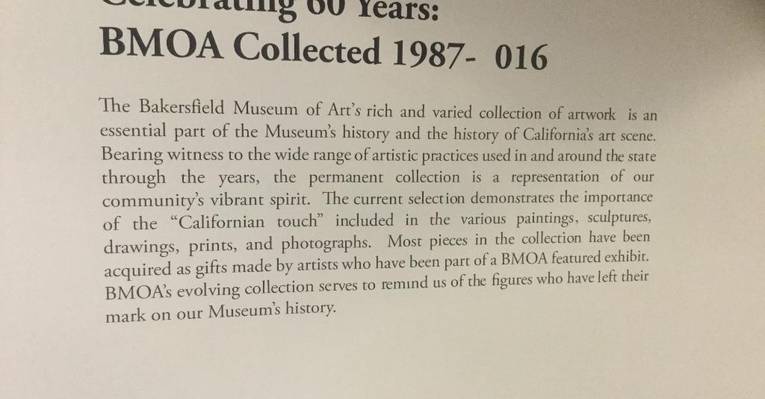 Celebrating 60 Years:
BMOA Collected 1987- 016
The Bakersfield Museum of Art's rich and varied collection of artwork is an
essential part of the Museum's history and the history of California's art scene.
Bearing witness to the wide range of artistic practices used in and around the state
through the years, the permanent collection is a representation of our
community's vibrant spirit. The current selection demonstrates the importance
of the “Californian touch” included in the various paintings, sculptures,
drawings, prints, and photographs. Most pieces in the collection have been
acquired as gifts made by artists who have been part of a BMOA featured exhibit.
BMOA's evolving collection serves to remind us of the figures who have left their
mark on our Museum's history.